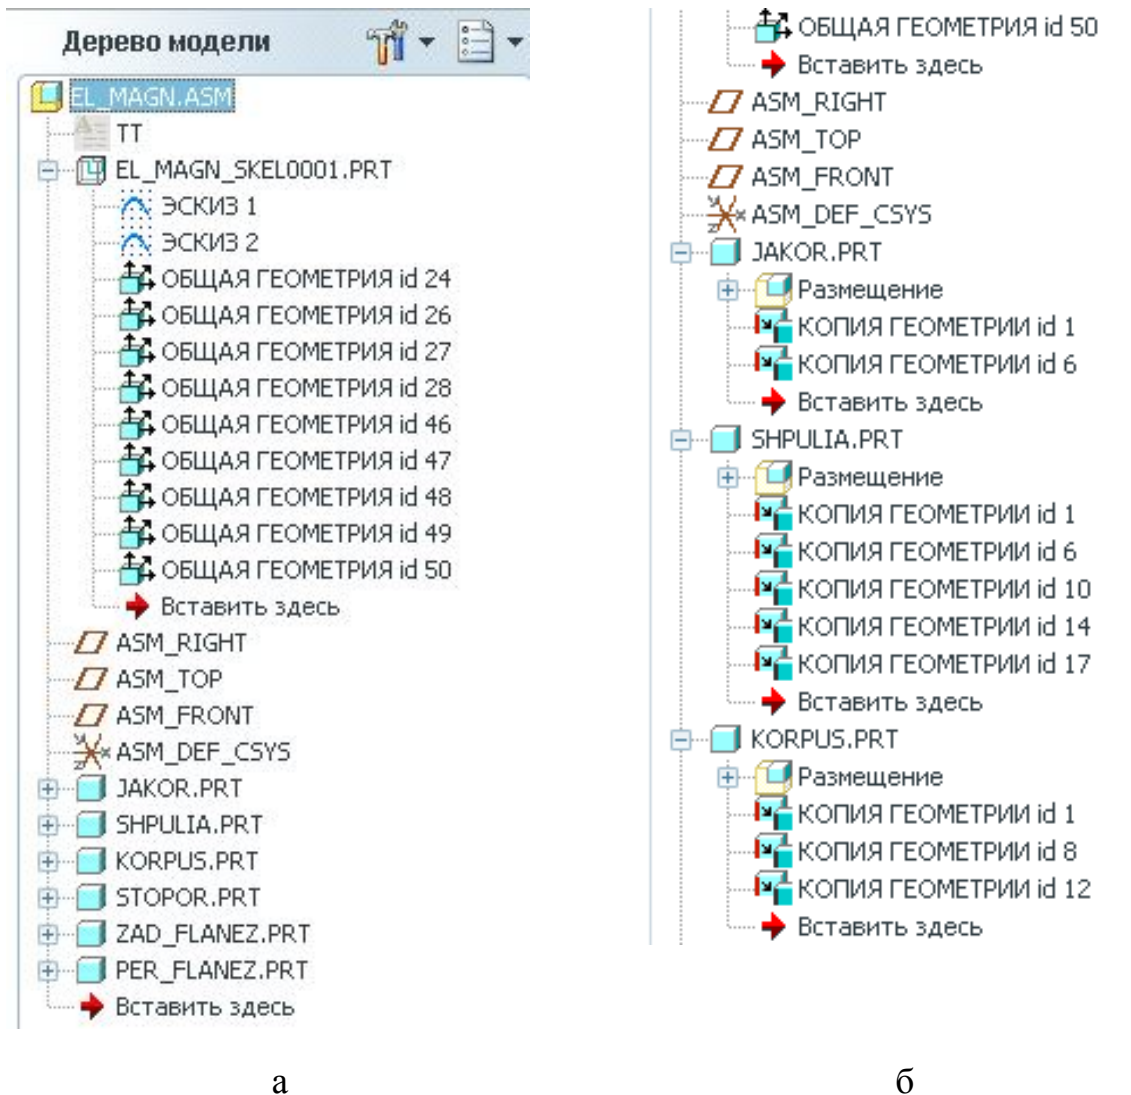 Дерево модели
EL_MAGN.ASM
ТТ
EL_MAGN_SKEL0001.PRT
ЭСКИЗ 1
ЭСКИЗ 2
ОБЩАЯ ГЕОМЕТРИЯ id 24
ОБЩАЯ ГЕОМЕТРИЯ id 26
ОБЩАЯ ГЕОМЕТРИЯ id 27
ОБЩАЯ ГЕОМЕТРИЯ id 28
ОБЩАЯ ГЕОМЕТРИЯ id 46
ОБЩАЯ ГЕОМЕТРИЯ id 47
ОБЩАЯ ГЕОМЕТРИЯ id 48
ОБЩАЯ ГЕОМЕТРИЯ id 49
ОБЩАЯ ГЕОМЕТРИЯ id 50
Вставить здесь
ASM_RIGHT
ASM_TOP
ASM_FRONT
ASM_DEF_CSYS
JAKOR.PRT
SHPULIA.PRT
KORPUS.PRT
STOPOR.PRT
ZAD_FLANEZ.PRT
PER_FLANEZ.PRT
Вставить здесь
а
ОБЩАЯ ГЕОМЕТРИЯ id 50
Вставить здесь
ASM_RIGHT
ASM_TOP
ASM_FRONT
ASM_DEF_CSYS
JAKOR.PRT
Размещение
КОПИЯ ГЕОМЕТРИИ id 1
КОПИЯ ГЕОМЕТРИИ id 6
Вставить здесь
SHPULIA.PRT
Размещение
КОПИЯ ГЕОМЕТРИИ id 1
КОПИЯ ГЕОМЕТРИИ id 6
КОПИЯ ГЕОМЕТРИИ id 10
КОПИЯ ГЕОМЕТРИИ id 14
КОПИЯ ГЕОМЕТРИИ id 17
Вставить здесь
KORPUS.PRT
Размещение
КОПИЯ ГЕОМЕТРИИ id 1
КОПИЯ ГЕОМЕТРИИ id 8
КОПИЯ ГЕОМЕТРИИ id 12
Вставить здесь
б